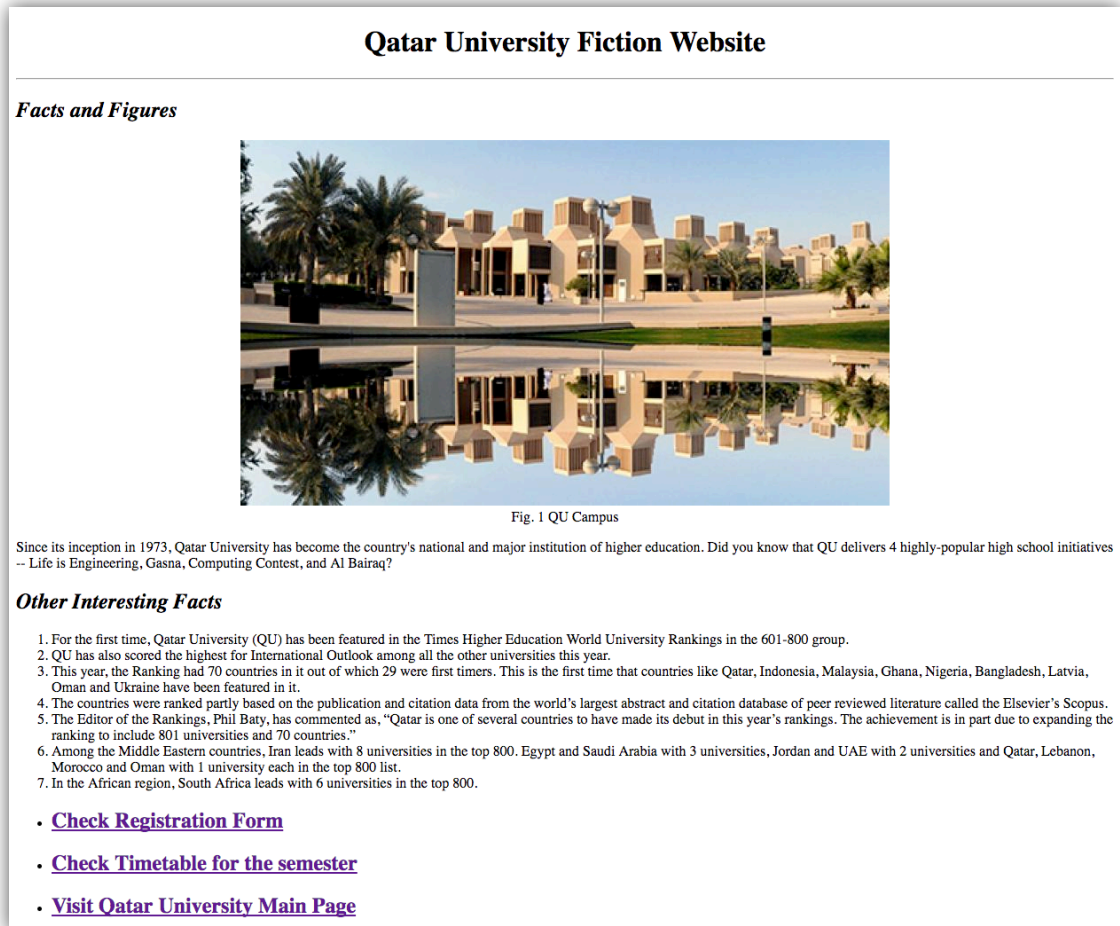 Qatar University Fiction Website
Facts and Figures
Fig. 1 QU Campus
Since its inception in 1973, Qatar University has become the country's national and major institution of higher education. Did you know that QU delivers 4 highly-popular high school initiatives
-- Life is Engineering, Gasna, Computing Contest, and Al Bairaq?
Other Interesting Facts
1. For the first time, Qatar University (QU) has been featured in the Times Higher Education World University Rankings in the 601-800 group.
2. QU has also scored the highest for International Outlook among all the other universities this year.
3. This year, the Ranking had 70 countries in it out of which 29 were first timers. This is the first time that countries like Qatar, Indonesia, Malaysia, Ghana, Nigeria, Bangladesh, Latvia,
Oman and Ukraine have been featured in it.
4. The countries were ranked partly based on the publication and citation data from the world’s largest abstract and citation database of peer reviewed literature called the Elsevier’s Scopus.
5. The Editor of the Rankings, Phil Baty, has commented as, “Qatar is one of several countries to have made its debut in this year’s rankings. The achievement is in part due to expanding the
ranking to include 801 universities and 70 countries.”
6. Among the Middle Eastern countries, Iran leads with 8 universities in the top 800. Egypt and Saudi Arabia with 3 universities, Jordan and UAE with 2 universities and Qatar, Lebanon,
Morocco and Oman with 1 university each in the top 800 list.
7. In the African region, South Africa leads with 6 universities in the top 800.
• Check Registration Form
• Check Timetable for the semester
• Visit Qatar University Main Page